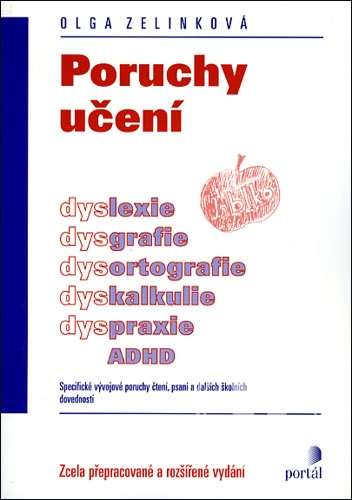 OLGA ZELINKOVÁ
Poruchy
učení
dyslexie
dysgrafie
dysortografie
dyskalkulie
dyspraxie
ADHD
Specifické vývojové poruchy čtení, psaní a dalších školních
dovedností
Zcela přepracované a rozšířené vydání
portál